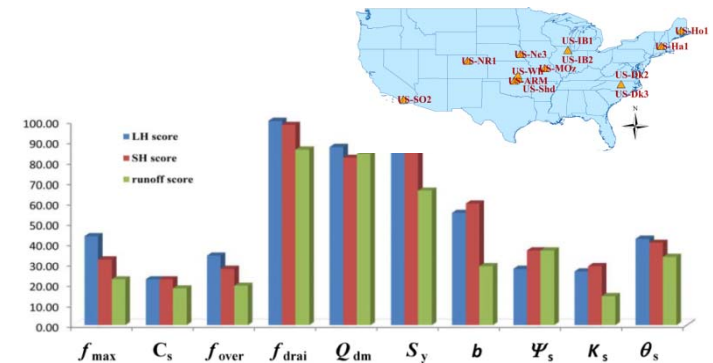 US-Ho1
US-IB1
US-Ha1
US-Ne3
US-NR1
US-IB2
US-MOz
US-Wlr
US-Dk2
US-ARM
US-Shd
US-Dk3
US-SO2
N
100.00
LH score
90.00
SH score
80.00
runoff score
70.00
60.00
50.00
40.00
30.00
20.00
10.00
0.00
fmax Cs fover fdrai Qdm Sy b Ψs Ks θs